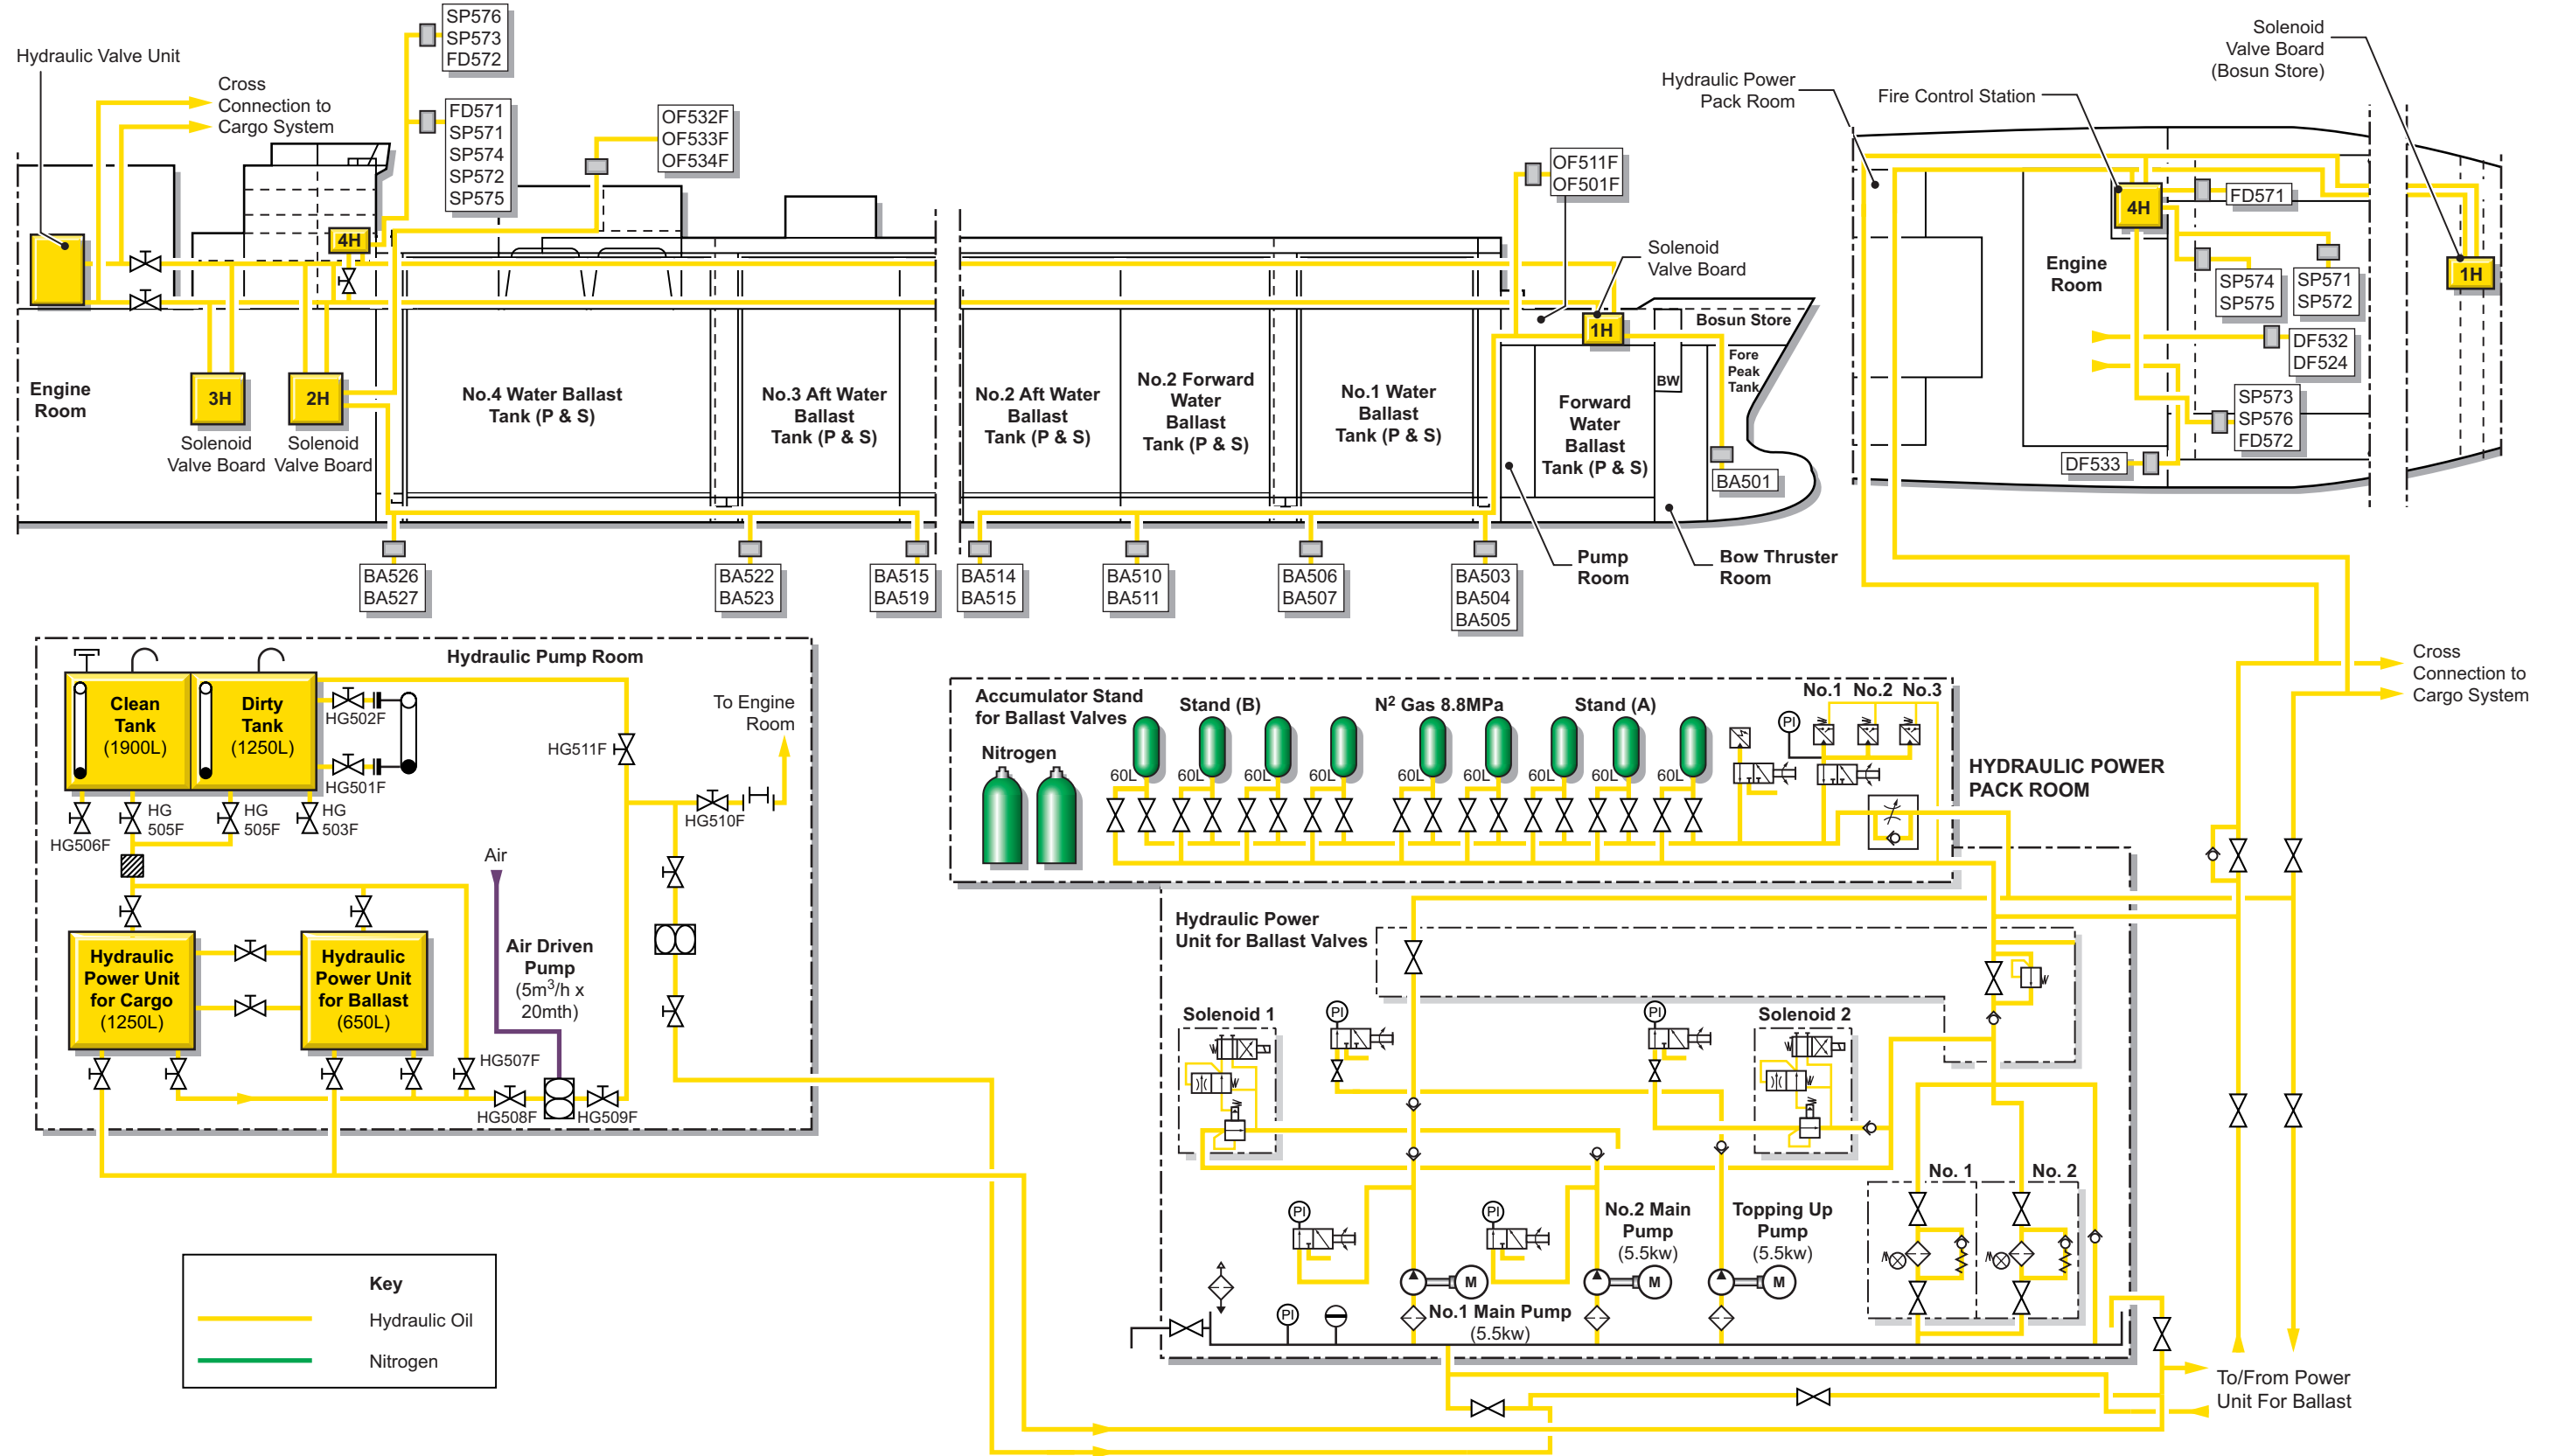 Hydraulic Valve Unit
Cross
Connection to
Cargo System
SP576
SP573
FD572
FD571
SP571
SP574
SP572
SP575
OF532F
OF533F
OF534F
4H
3H
2H
Solenoid
Valve Board
Solenoid
Valve Board
Engine
Room
No.4 Water Ballast
Tank (P & S)
No.3 Aft Water
Ballast
Tank (P & S)
No.2 Aft Water
Ballast
Tank (P & S)
No.2 Forward
Water
Ballast
Tank (P & S)
No.1 Water
Ballast
Tank (P & S)
Forward
Water
Ballast
Tank (P & S)
OF511F
OF501F
Solenoid
Valve Board
1H
Bosun Store
Fore
Peak
Tank
BW
BA501
Pump
Room
Bow Thruster
Room
BA526
BA527
BA522
BA523
BA515
BA519
BA514
BA515
BA510
BA511
BA506
BA507
BA503
BA504
BA505
Hydraulic Power
Pack Room
Fire Control Station
Solenoid
Valve Board
(Bosun Store)
4H
FD571
Engine
Room
SP574
SP575
SP571
SP572
DF532
DF524
SP573
SP576
FD572
DF533
1H
Cross
Connection to
Cargo System
Hydraulic Pump Room
Clean
Tank
(1900L)
Dirty
Tank
(1250L)
HG502F
HG501F
HG506F
HG
505F
HG
505F
HG
503F
HG511F
To Engine
Room
HG510F
Air
Air Driven
Pump
(5m3/h x
20mth)
Hydraulic
Power Unit
for Cargo
(1250L)
Hydraulic
Power Unit
for Ballast
(650L)
HG507F
HG508F
HG509F
Key
Hydraulic Oil
Nitrogen
Accumulator Stand
for Ballast Valves
Nitrogen
Stand (B)
N2 Gas 8.8MPa
Stand (A)
No.1
No.2
No.3
PI
60L
60L
60L
60L
60L
60L
60L
60L
60L
HYDRAULIC POWER
PACK ROOM
Hydraulic Power
Unit for Ballast Valves
Solenoid 1
PI
PI
Solenoid 2
No. 1
No. 2
PI
PI
No.2 Main
Pump
(5.5kw)
Topping Up
Pump
(5.5kw)
M
M
M
PI
No.1 Main Pump
(5.5kw)
To/From Power
Unit For Ballast